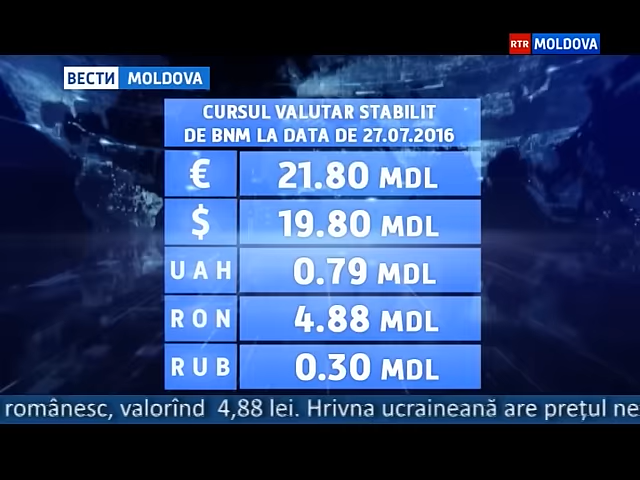 RTR MOLDOVA
ВЕСТИ MOLDOVA
CURSUL VALUTAR STABILIT
DE BNM LA DATA DE 27.07.2016
€ 21.80 MDL
$ 19.80 MDL
UAH 0.79 MDL
RON 4.88 MDL
RUB 0.30 MDL
românesc, valorînd 4,88 lei. Hrivna ucraineană are prețul ne